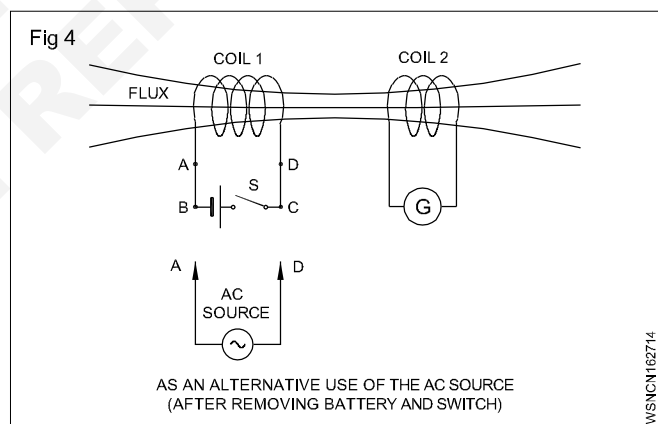 Fig 4
COIL 1
COIL 2
FLUX
A
D
S
B
C
G
A
D
AC
SOURCE
AS AN ALTERNATIVE USE OF THE AC SOURCE
(AFTER REMOVING BATTERY AND SWITCH)
WSNCN162714